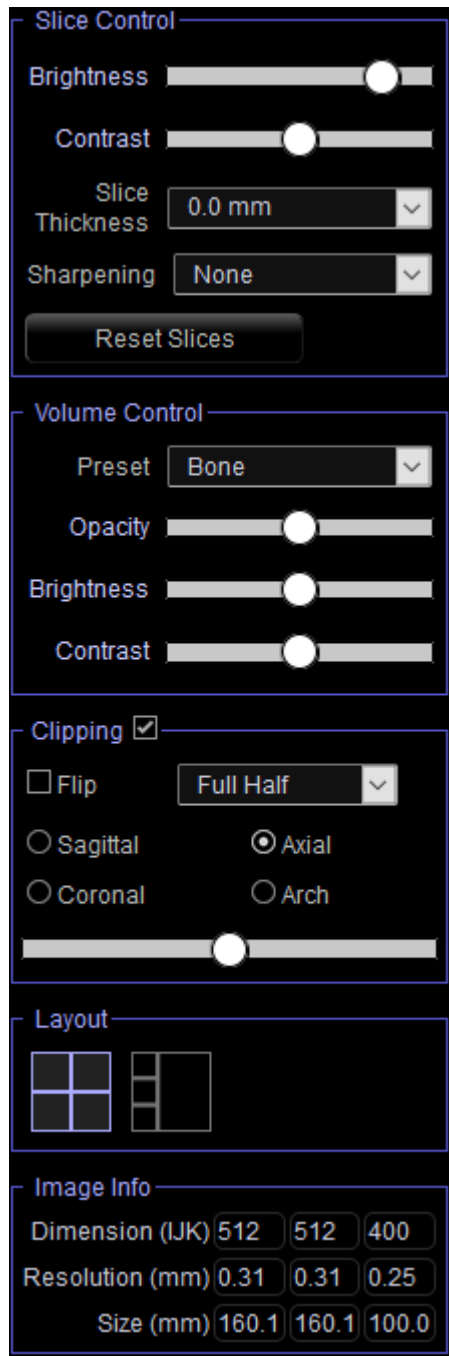 Slice Control
Brightness
Contrast
Slice
Thickness
0.0 mm
Sharpening None
Reset Slices
Volume Control
Preset Bone
Opacity
Brightness
Contrast
Clipping
Flip Full Half
Sagittal Axial
Coronal Arch
Layout
Image Info
Dimension (IJK) 512 512 400
Resolution (mm) 0.31 0.31 0.25
Size (mm) 160.1 160.1 100.0